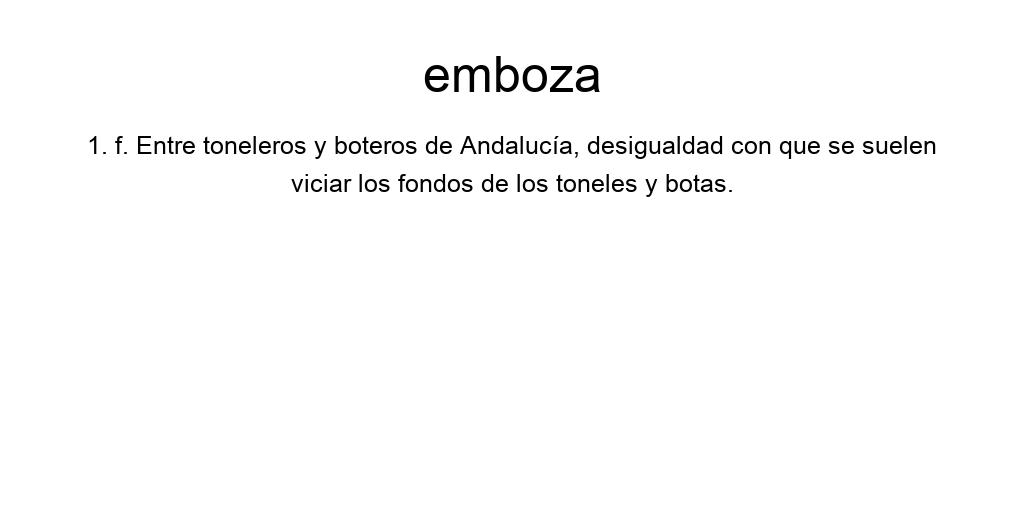 emboza
1. f. Entre toneleros y boteros de Andalucía, desigualdad con que se suelen
viciar los fondos de los toneles y botas.